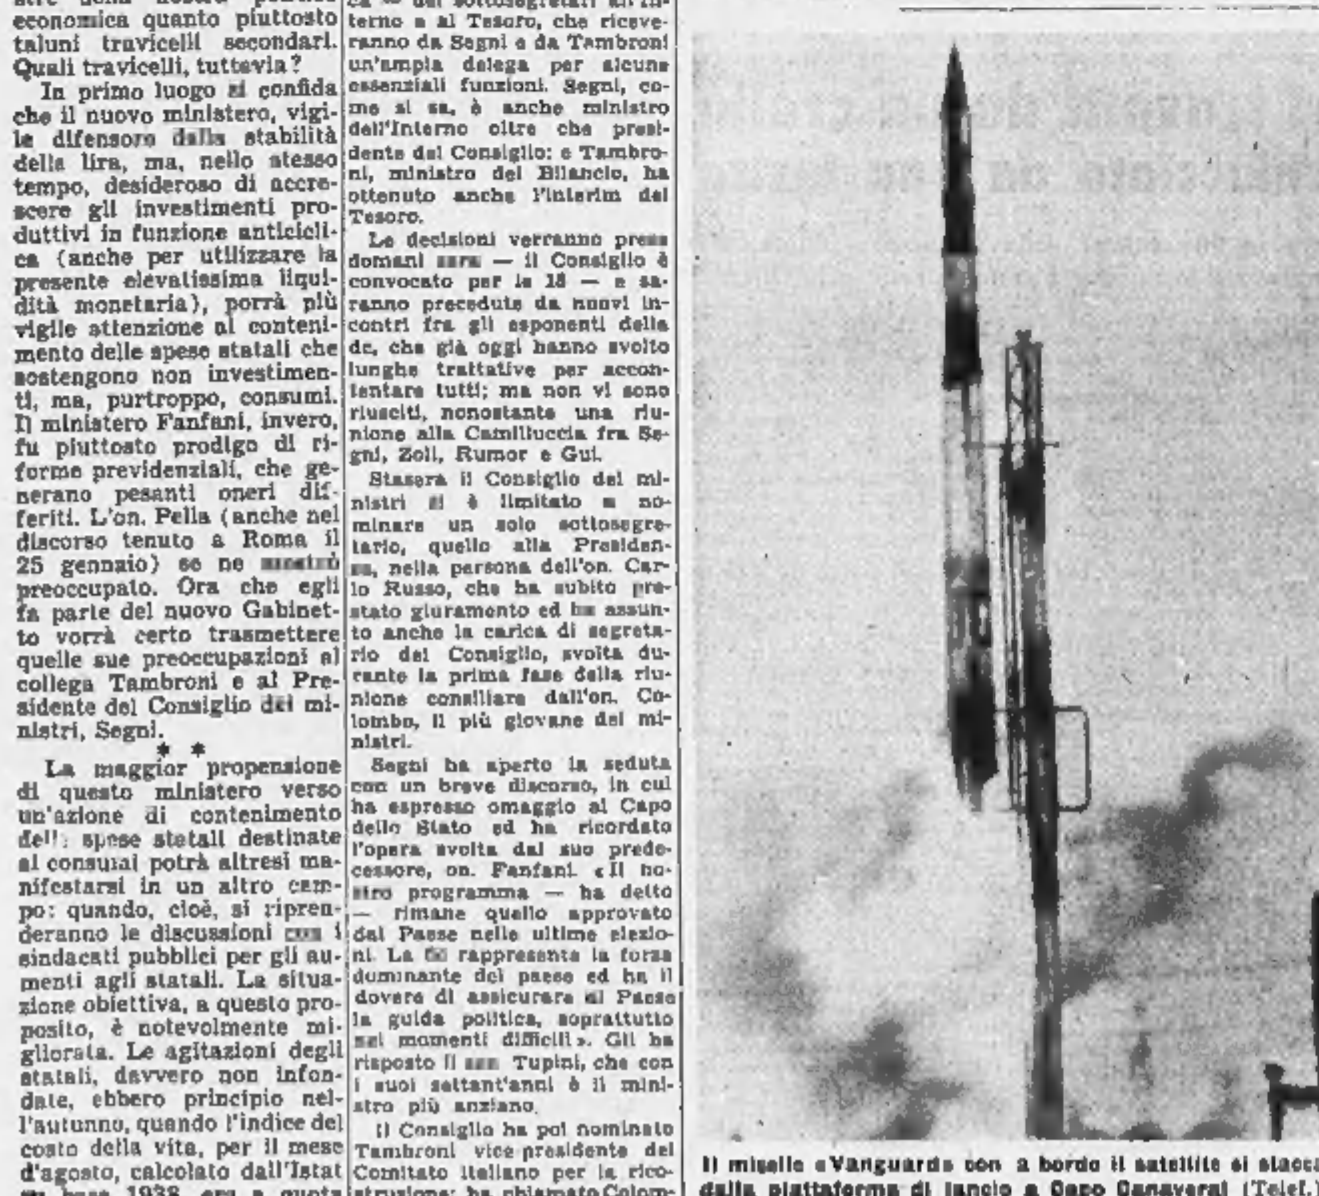 economica quanto piuttosto
taluni travicelli secondari.
Quali travicelli, tuttavia?
In primo luogo si confida
che il nuovo ministero, vigi-
le difensore della stabilità
della lira, ma, nello stesso
tempo, desideroso di accre-
scere gli investimenti pro-
duttivi in funzione anticicli-
ca (anche per utilizzare la
presente elevatissima liqui-
dità monetaria), porrà più
vigile attenzione al conteni-
mento delle spese statali che
sostengono non investimen-
ti, ma, purtroppo, consumi.
Il ministero Fanfani, invero,
fu piuttosto prodigo di ri-
forme previdenziali, che ge-
nerano pesanti oneri dif-
feriti. L'on. Pella (anche nel
discorso tenuto a Roma il
25 gennaio) se ne mostrò
preoccupato. Ora che egli
fa parte del nuovo Gabinet-
to vorrà certo trasmettere
quelle sue preoccupazioni al
collega Tambroni e al Pre-
sidente del Consiglio dei mi-
nistri, Segni.
* *
La maggior propensione
di questo ministero verso
un'azione di contenimento
delle spese statali destinate
ai consumi potrà altresì ma-
nifestarsi in un altro cam-
po: quando, cioè, si ripren-
deranno le discussioni con i
sindacati pubblici per gli au-
menti agli statali. La situa-
zione obiettiva, a questo pro-
posito, è notevolmente mi-
gliorata. Le agitazioni degli
statali, davvero non infon-
date, ebbero principio nel-
l'autunno, quando l'indice del
costo della vita, per il mese
d'agosto, calcolato dall'Istat
dei sottosegretari all'In-
terno e al Tesoro, che riceve-
ranno da Segni e da Tambroni
un'ampia delega per alcune
essenziali funzioni. Segni, co-
me si sa, è anche ministro
dell'Interno oltre che presi-
dente del Consiglio; e Tambro-
ni, ministro del Bilancio, ha
ottenuto anche l'interim del
Tesoro.
Le decisioni verranno prese
domani sera — il Consiglio è
convocato per le 18 — e sa-
ranno precedute da nuovi in-
contri fra gli esponenti della
dc, che già oggi hanno svolto
lunghe trattative per accon-
tentare tutti; ma non vi sono
riusciti, nonostante una riu-
nione alla Camilluccia fra Se-
gni, Zoli, Rumor e Gui.
Stasera il Consiglio dei mi-
nistri si è limitato a no-
minare un solo sottosegre-
tario, quello alla Presiden-
za, nella persona dell'on. Car-
lo Russo, che ha subito pre-
stato giuramento ed ha assun-
to anche la carica di segreta-
rio del Consiglio, svolta du-
rante la prima fase della riu-
nione consiliare dall'on. Co-
lombo, il più giovane dei mi-
nistri.
Segni ha aperto la seduta
con un breve discorso, in cui
ha espresso omaggio al Capo
dello Stato ed ha ricordato
l'opera svolta dal suo prede-
cessore, on. Fanfani. «Il no-
stro programma — ha detto
— rimane quello approvato
dal Paese nelle ultime elezio-
ni. La dc rappresenta la forza
dominante del paese ed ha il
dovere di assicurare al Paese
la guida politica, soprattutto
nei momenti difficili». Gli ha
risposto il sen Tupini, che con
i suoi settant'anni è il mini-
stro più anziano.
Il Consiglio ha poi nominato
Tambroni vice-presidente del
Comitato italiano per la rico-
struzione; ha chiamato Colom-
Il missile «Vanguard» con a bordo il satellite si stacca
dalla piattaforma di lancio a Capo Canaveral (Telef.)